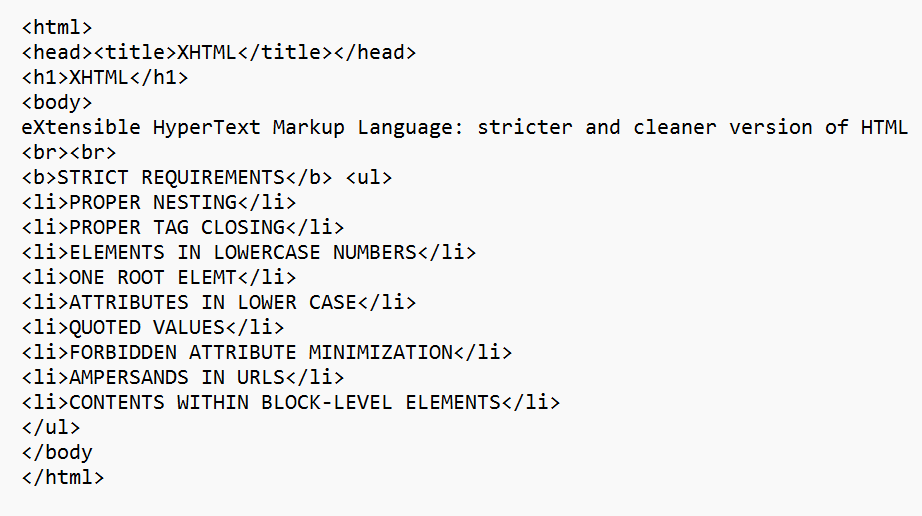 <html>
<head><title>XHTML</title></head>
<h1>XHTML</h1>
<body>
eXtensible HyperText Markup Language: stricter and cleaner version of HTML
<br><br>
<b>STRICT REQUIREMENTS</b> <ul>
<li>PROPER NESTING</li>
<li>PROPER TAG CLOSING</li>
<li>ELEMENTS IN LOWERCASE NUMBERS</li>
<li>ONE ROOT ELEMT</li>
<li>ATTRIBUTES IN LOWER CASE</li>
<li>QUOTED VALUES</li>
<li>FORBIDDEN ATTRIBUTE MINIMIZATION</li>
<li>AMPERSANDS IN URLS</li>
<li>CONTENTS WITHIN BLOCK-LEVEL ELEMENTS</li>
</ul>
</body
</html>